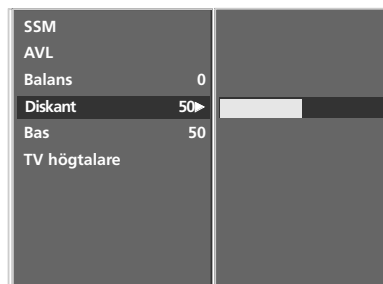 SSM
AVL
Balans 0
Diskant 50▶
Bas 50
TV högtalare